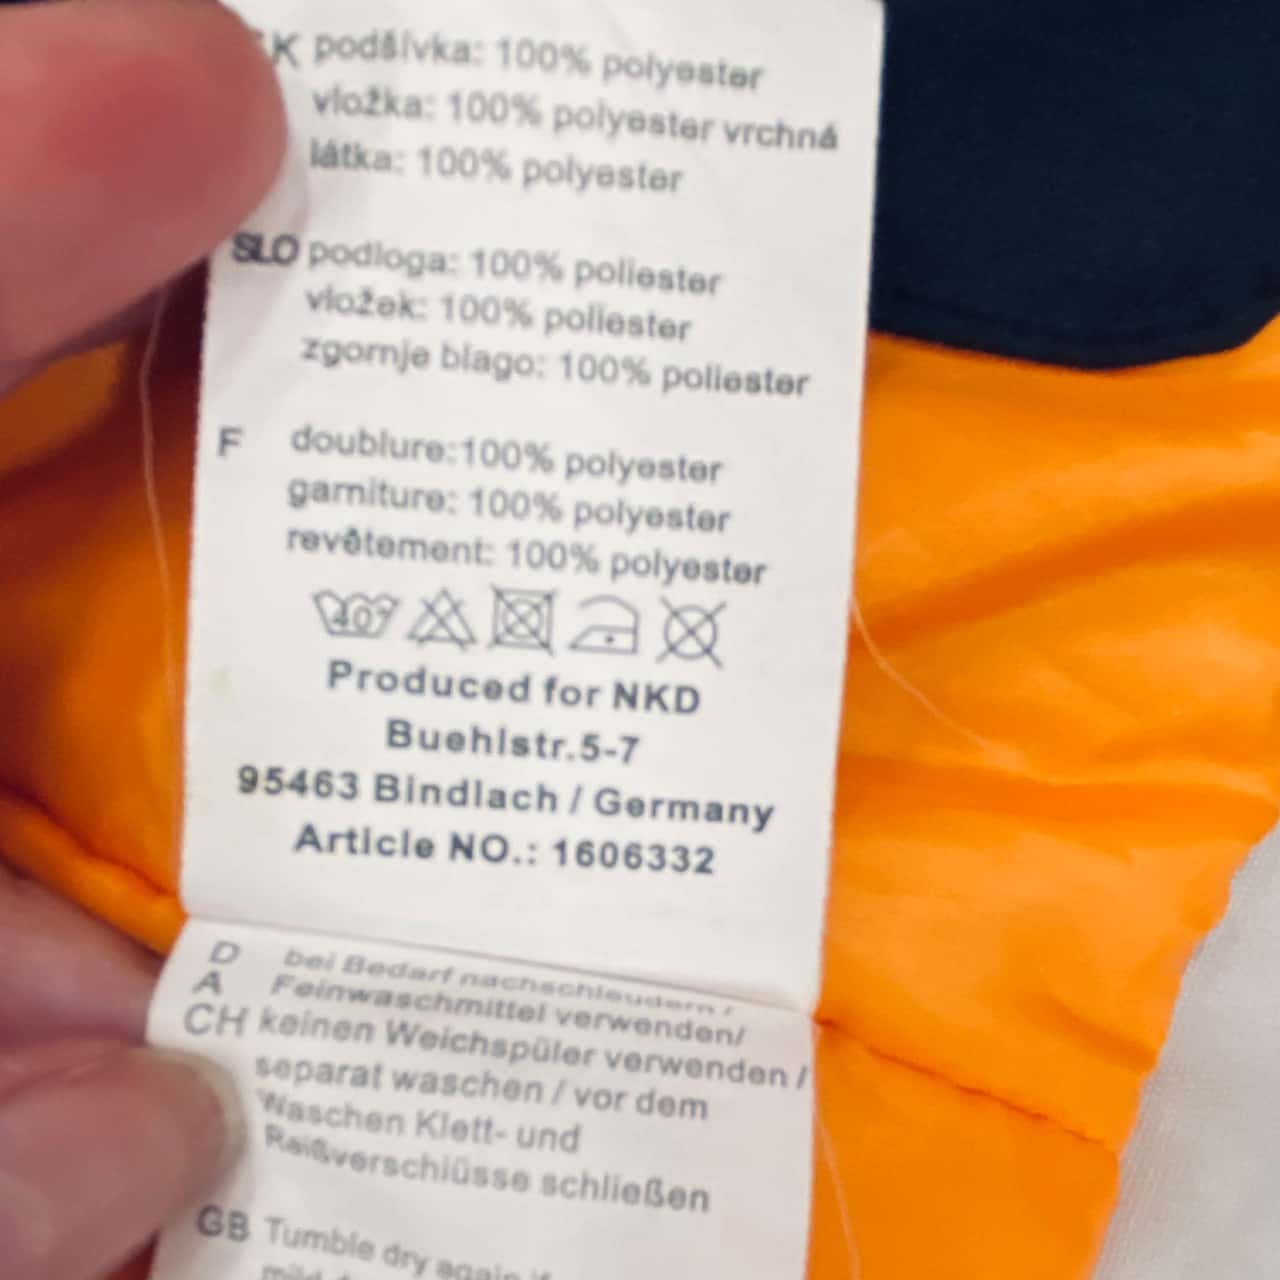 K podšívka: 100% polyester
vložka: 100% polyester vrchná
látka: 100% polyester
SLO podloga: 100% poliester
vložek: 100% poliester
zgornje blago: 100% poliester
F doublure:100% polyester
garniture: 100% polyester
revêtement: 100% polyester
40°
Produced for NKD
Buehlstr.5-7
95463 Bindlach / Germany
Article NO.: 1606332
D bei Bedarf nachschleudern /
A Feinwaschmittel verwenden/
CH keinen Weichspüler verwenden /
separat waschen / vor dem
Waschen Klett- und
Reißverschlüsse schließen
GB Tumble dry again if
mild